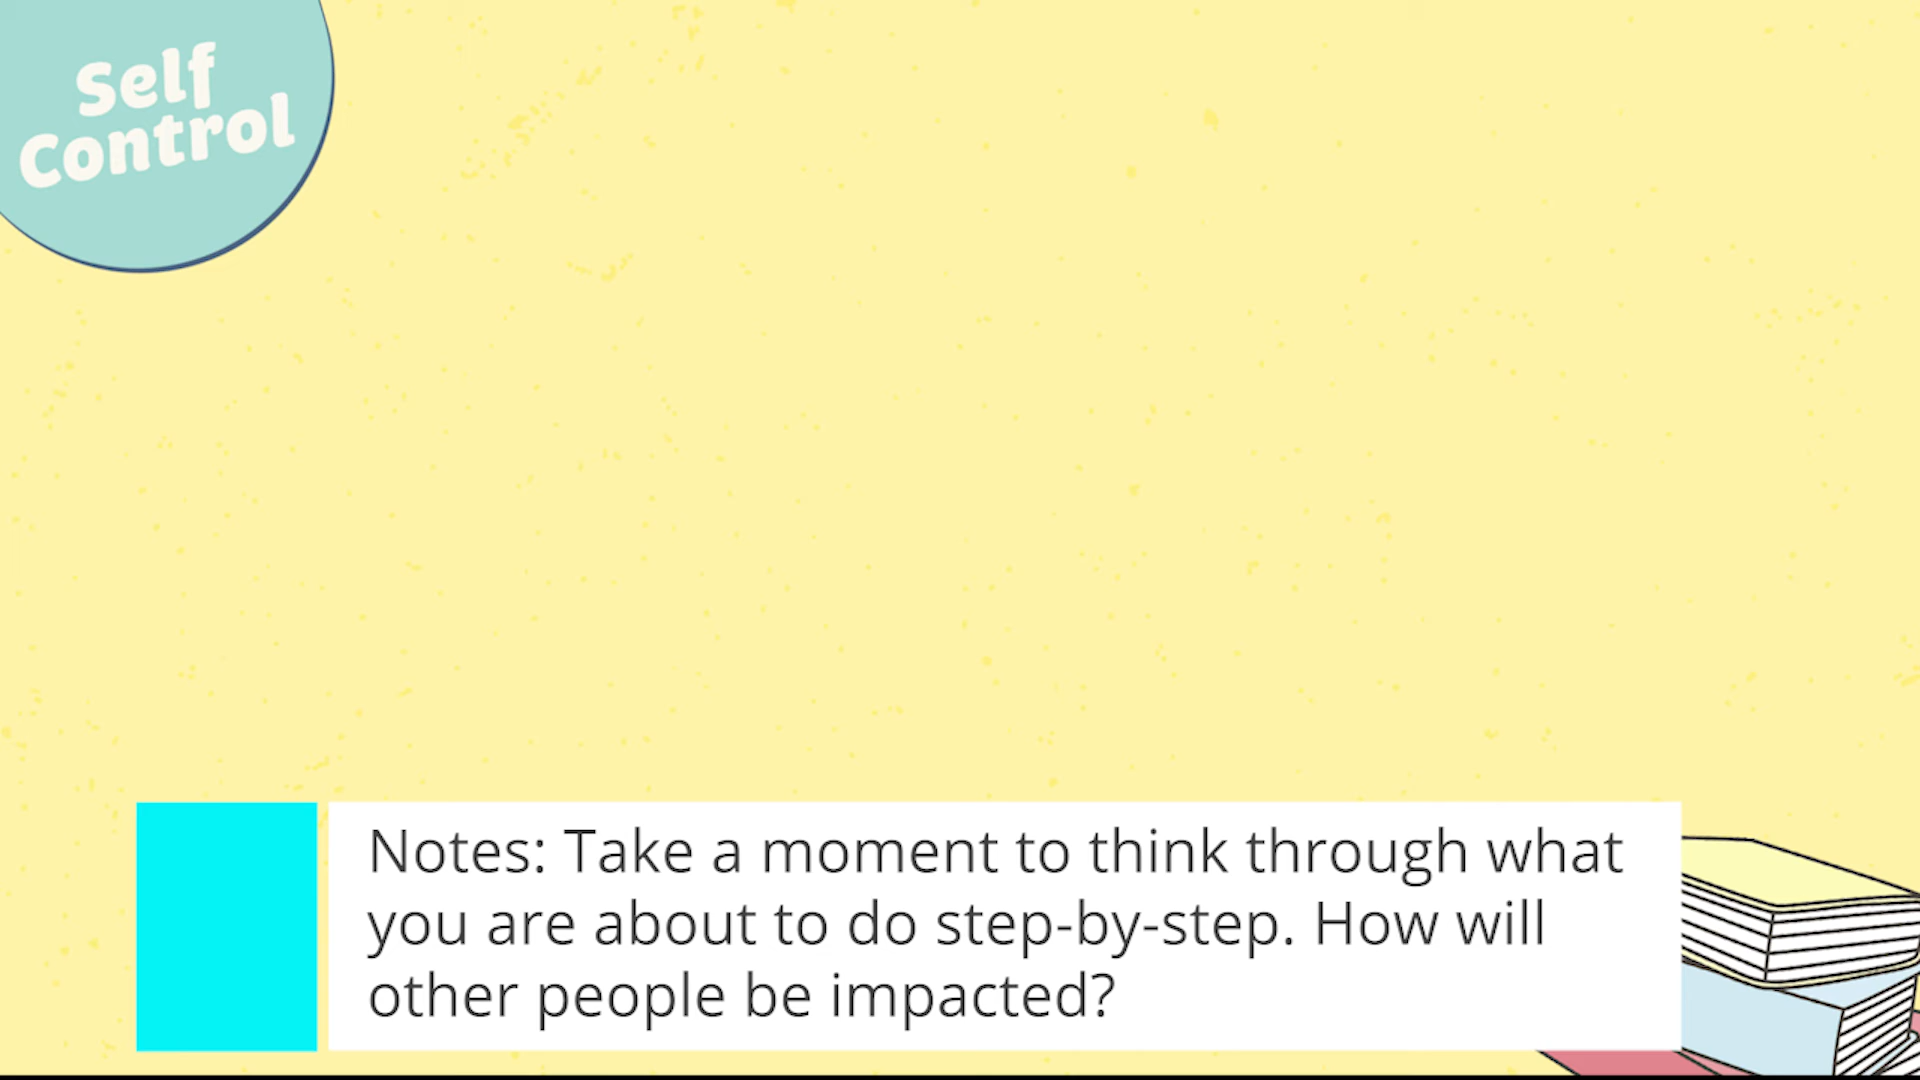 Self
Control
Notes: Take a moment to think through what
you are about to do step-by-step. How will
other people be impacted?